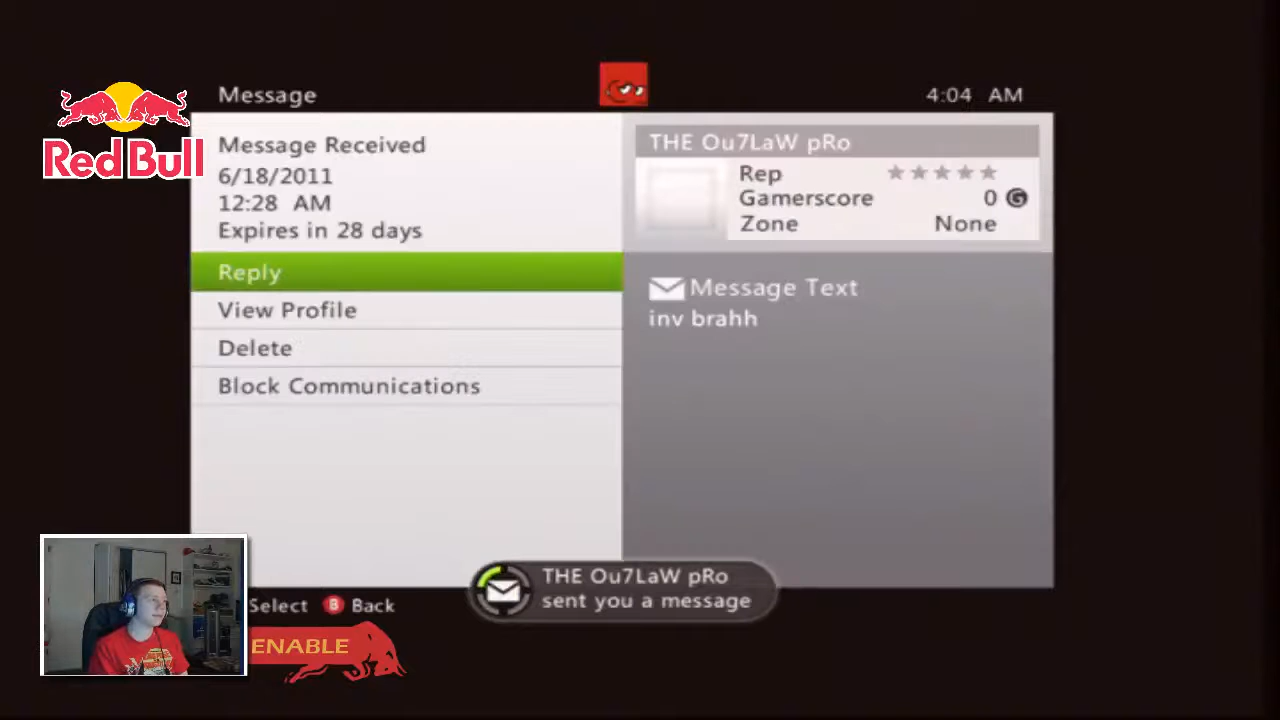 Message
4:04 AM
Red Bull
Message Received
6/18/2011
12:28 AM
Expires in 28 days
Reply
View Profile
Delete
Block Communications
THE Ou7LaW pRo
Rep
Gamerscore 0 G
Zone None
Message Text
inv brahh
THE Ou7LaW pRo
sent you a message
Select B Back
ENABLE